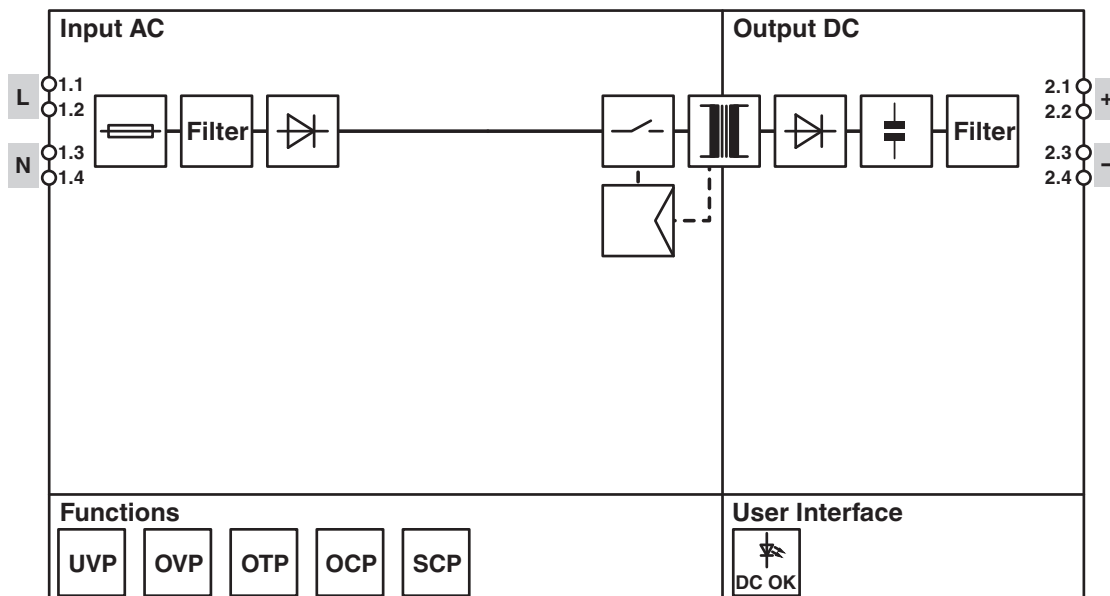 Input AC
Output DC
L
1.1
1.2
N
1.3
1.4
Filter
Filter
2.1
2.2
+
2.3
2.4
–
Functions
UVP
OVP
OTP
OCP
SCP
User Interface
DC OK